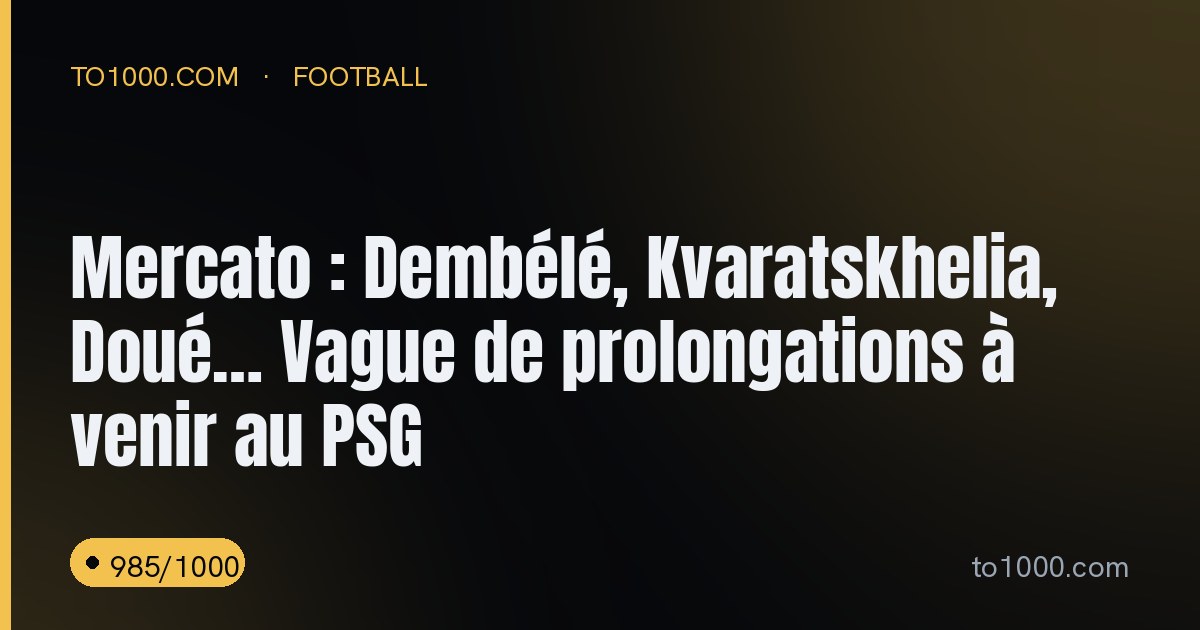 TO1000.COM · FOOTBALL
Mercato : Dembélé, Kvaratskhelia,
Doué... Vague de prolongations à
venir au PSG
985/1000
to1000.com